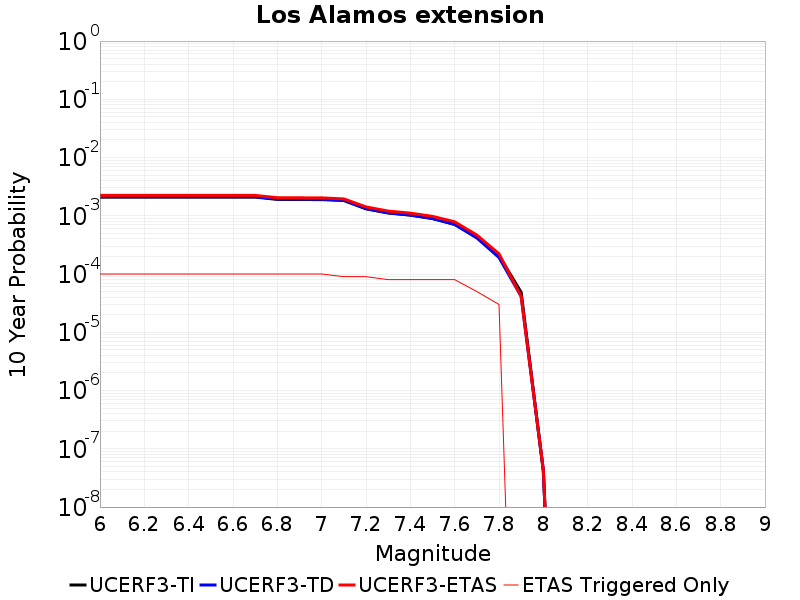 Los Alamos extension
10^0
10^-1
10^-2
10^-3
10^-4
10^-5
10^-6
10^-7
10^-8
10 Year Probability
6 6.2 6.4 6.6 6.8 7 7.2 7.4 7.6 7.8 8 8.2 8.4 8.6 8.8 9
Magnitude
UCERF3-TI UCERF3-TD UCERF3-ETAS ETAS Triggered Only